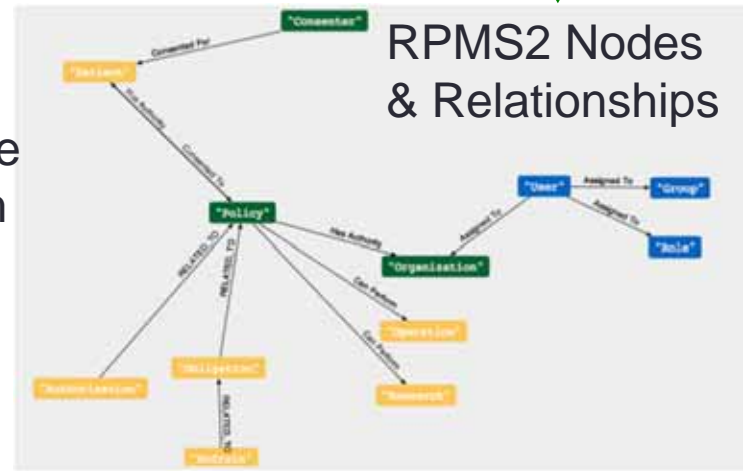 "Consenter"
RPMS2 Nodes
& Relationships
Consented For
"Patient"
e
n
Has Authority
Consented To
"User"
Assigned To
"Group"
Assigned To
"Role"
"Policy"
Assigned To
Has Authority
"Organisation"
RELATED_TO
RELATED_TO
Can Perform
"Operation"
Can Perform
"Obligation"
"Authorisation"
RELATED_TO
"Refrain"